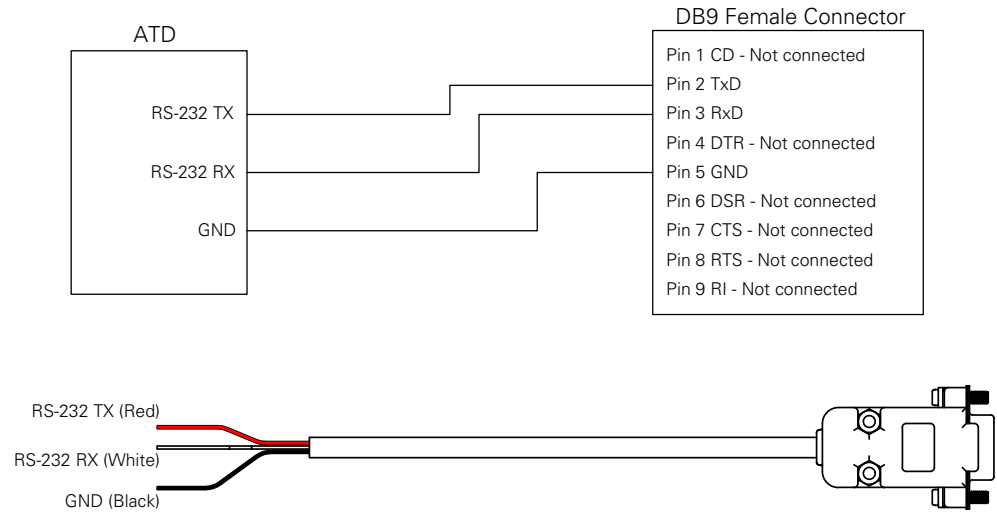 DB9 Female Connector
ATD
Pin 1 CD - Not connected
Pin 2 TxD
RS-232 TX
Pin 3 RxD
Pin 4 DTR - Not connected
RS-232 RX
Pin 5 GND
Pin 6 DSR - Not connected
GND
Pin 7 CTS - Not connected
Pin 8 RTS - Not connected
Pin 9 RI - Not connected
RS-232 TX (Red)
RS-232 RX (White)
GND (Black)